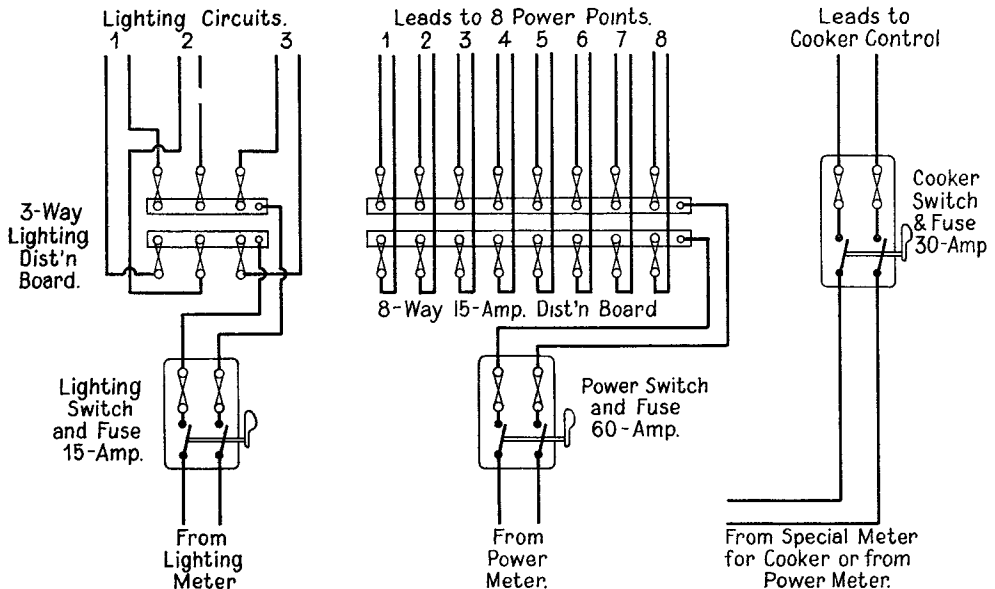 Lighting Circuits.
1 2 3
3-Way
Lighting
Dist'n
Board.
Lighting
Switch
and Fuse
15-Amp.
From
Lighting
Meter
Leads to 8 Power Points.
1 2 3 4 5 6 7 8
8-Way 15-Amp. Dist'n Board
Power Switch
and Fuse
60-Amp.
From
Power
Meter.
Leads to
Cooker Control
Cooker
Switch
& Fuse
30-Amp
From Special Meter
for Cooker or from
Power Meter.